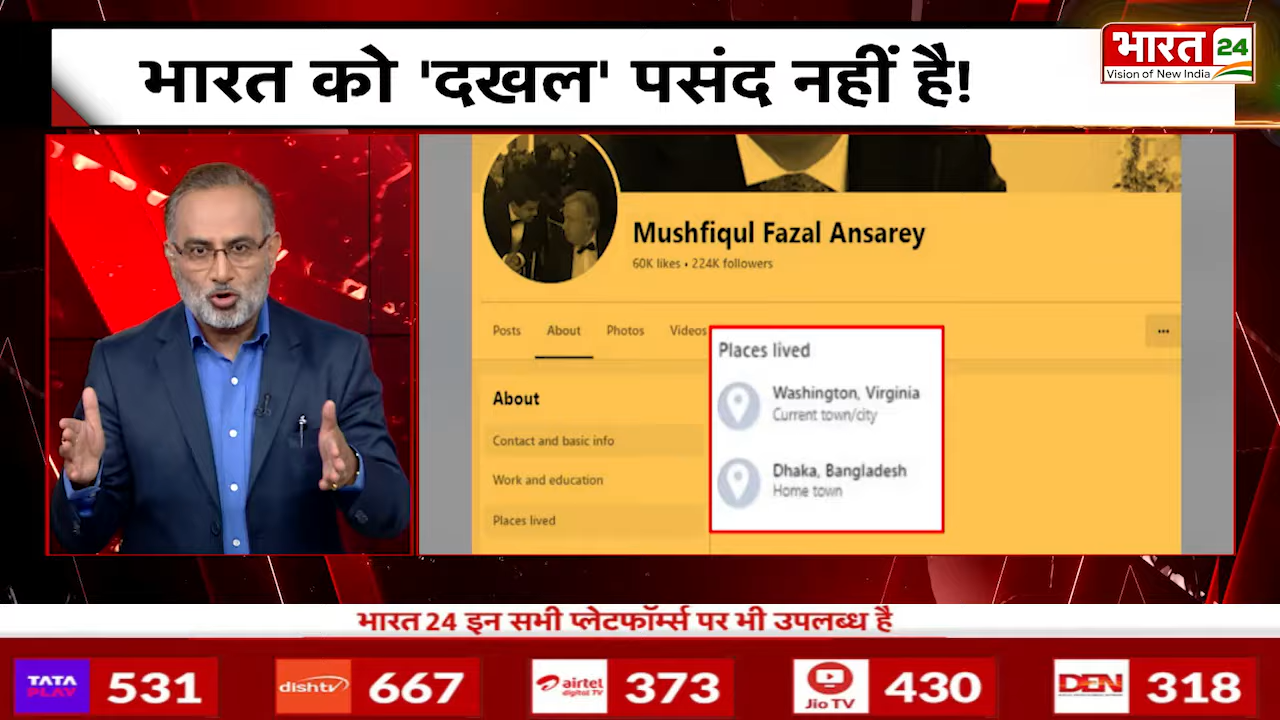 भारत को 'दखल' पसंद नहीं है!
भारत 24
Vision of New India
Mushfiqul Fazal Ansarey
60K likes • 224K followers
Posts About Photos Videos
Places lived
Washington, Virginia
Current town/city
Dhaka, Bangladesh
Home town
About
Contact and basic info
Work and education
Places lived
भारत 24 इन सभी प्लेटफॉर्म्स पर भी उपलब्ध है
TATA PLAY 531
dishtv 667
airtel digital TV 373
JioTV 430
DEN 318